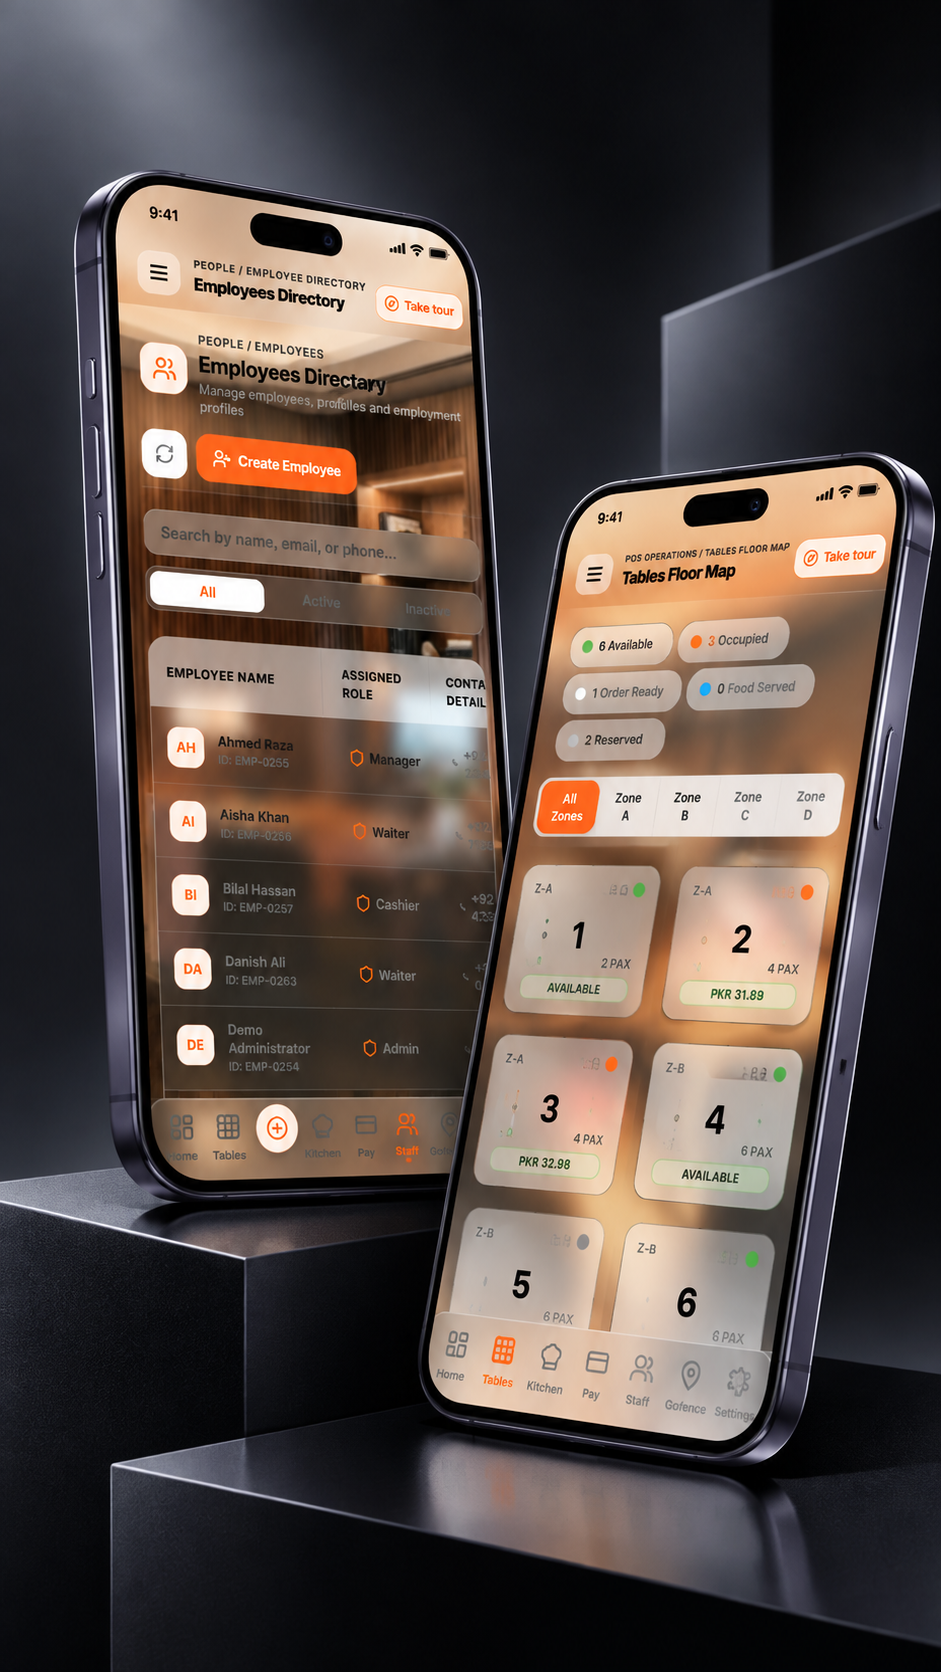 9:41
PEOPLE / EMPLOYEE DIRECTORY
Employees Directory
Take tour
PEOPLE / EMPLOYEES
Employees Directary
Manage employees, profiles and employment
profiles
Create Employee
Search by name, email, or phone...
All
Active
Inactive
EMPLOYEE NAME
ASSIGNED
ROLE
CONTA
DETAIL
AH
Ahmed Raza
ID: EMP-0255
Manager
AI
Aisha Khan
ID: EMP-0256
Waiter
BI
Bilal Hassan
ID: EMP-0257
Cashier
+92
DA
Danish Ali
ID: EMP-0263
Waiter
DE
Demo
Administrator
ID: EMP-0254
Admin
ome
Tables
Kitchen
Pay
Staff
9:41
POS OPERATIONS / TABLES FLOOR MAP
Tables Floor Map
Take tour
6 Available
3 Occupied
1 Order Ready
0 Food Served
2 Reserved
All
Zones
Zone
A
Zone
B
Zone
C
Zone
D
Z-A
1
2 PAX
AVAILABLE
Z-A
2
4 PAX
PKR 31.89
Z-A
3
4 PAX
PKR 32.98
Z-B
4
6 PAX
AVAILABLE
Z-B
5
6 PAX
Z-B
6
6 PAX
Home
Tables
Kitchen
Pay
Staff
Gofence
Settings